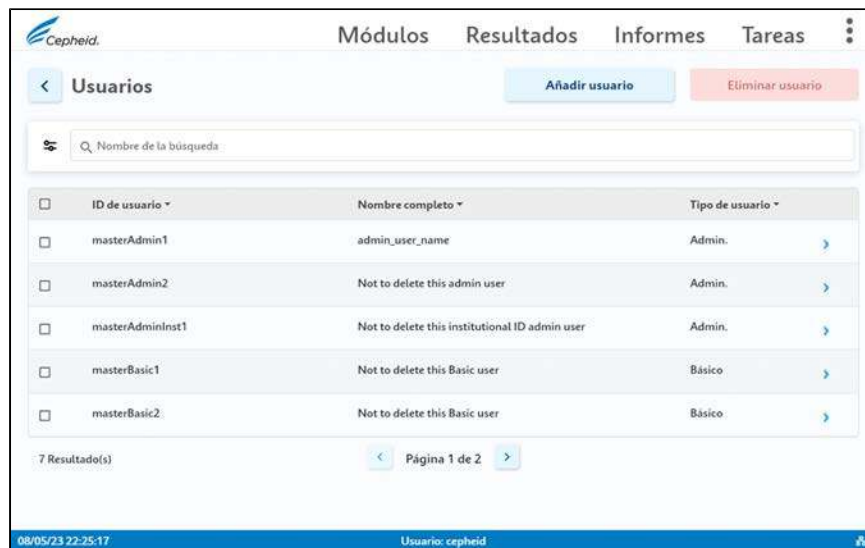 Cepheid.
Módulos Resultados Informes Tareas
Usuarios Añadir usuario Eliminar usuario
Nombre de la búsqueda
ID de usuario Nombre completo Tipo de usuario
masterAdmin1 admin_user_name Admin.
masterAdmin2 Not to delete this admin user Admin.
masterAdminInst1 Not to delete this institutional ID admin user Admin.
masterBasic1 Not to delete this Basic user Básico
masterBasic2 Not to delete this Basic user Básico
7 Resultado(s) Página 1 de 2
08/05/23 22:25:17 Usuario: cepheid